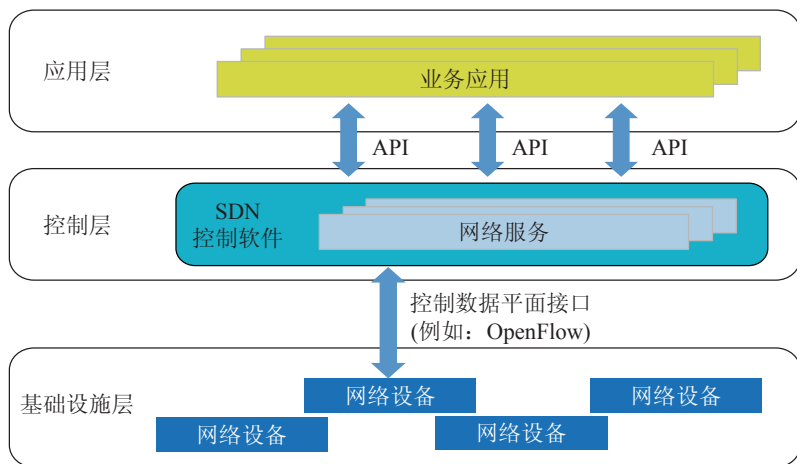 应用层
业务应用
API
API
API
控制层
SDN
控制软件
网络服务
控制数据平面接口
(例如：OpenFlow)
基础设施层
网络设备
网络设备
网络设备
网络设备